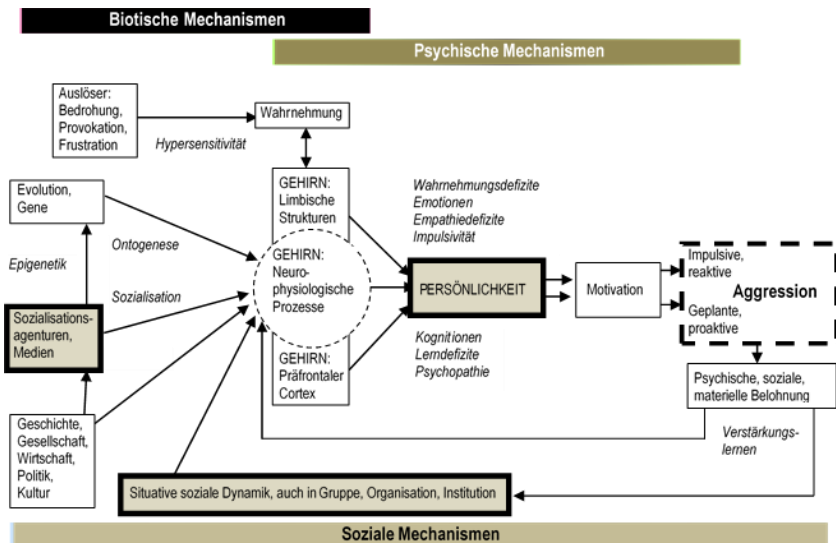 Biotische Mechanismen
Psychische Mechanismen
Auslöser:
Bedrohung,
Provokation,
Frustration
Hypersensitivität
Wahrnehmung
Evolution,
Gene
Epigenetik
Ontogenese
Sozialisation
Sozialisations-
agenturen,
Medien
Geschichte,
Gesellschaft,
Wirtschaft,
Politik,
Kultur
GEHIRN:
Limbische
Strukturen
GEHIRN:
Neuro-
physiologische
Prozesse
GEHIRN:
Präfrontaler
Cortex
Wahrnehmungsdefizite
Emotionen
Empathiedefizite
Impulsivität
PERSÖNLICHKEIT
Kognitionen
Lerndefizite
Psychopathie
Motivation
Impulsive,
reaktive
Aggression
Geplante,
proaktive
Psychische, soziale,
materielle Belohnung
Verstärkungs-
lernen
Situative soziale Dynamik, auch in Gruppe, Organisation, Institution
Soziale Mechanismen